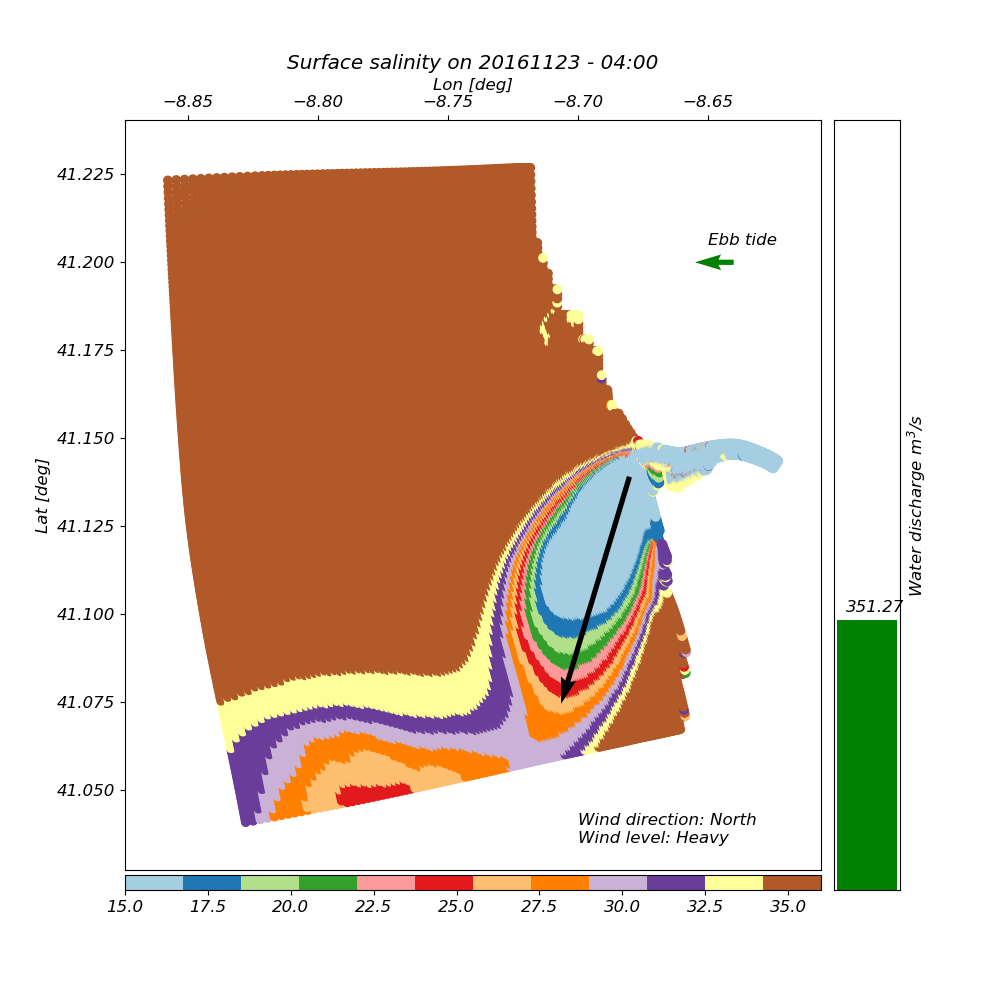 Surface salinity on 20161123 - 04:00
Lon [deg]
−8.85 −8.80 −8.75 −8.70 −8.65
41.225
Ebb tide
41.200
41.175
41.150
41.125
41.100
41.075
41.050
Lat [deg]
Water discharge m³/s
351.27
Wind direction: North
Wind level: Heavy
15.0 17.5 20.0 22.5 25.0 27.5 30.0 32.5 35.0